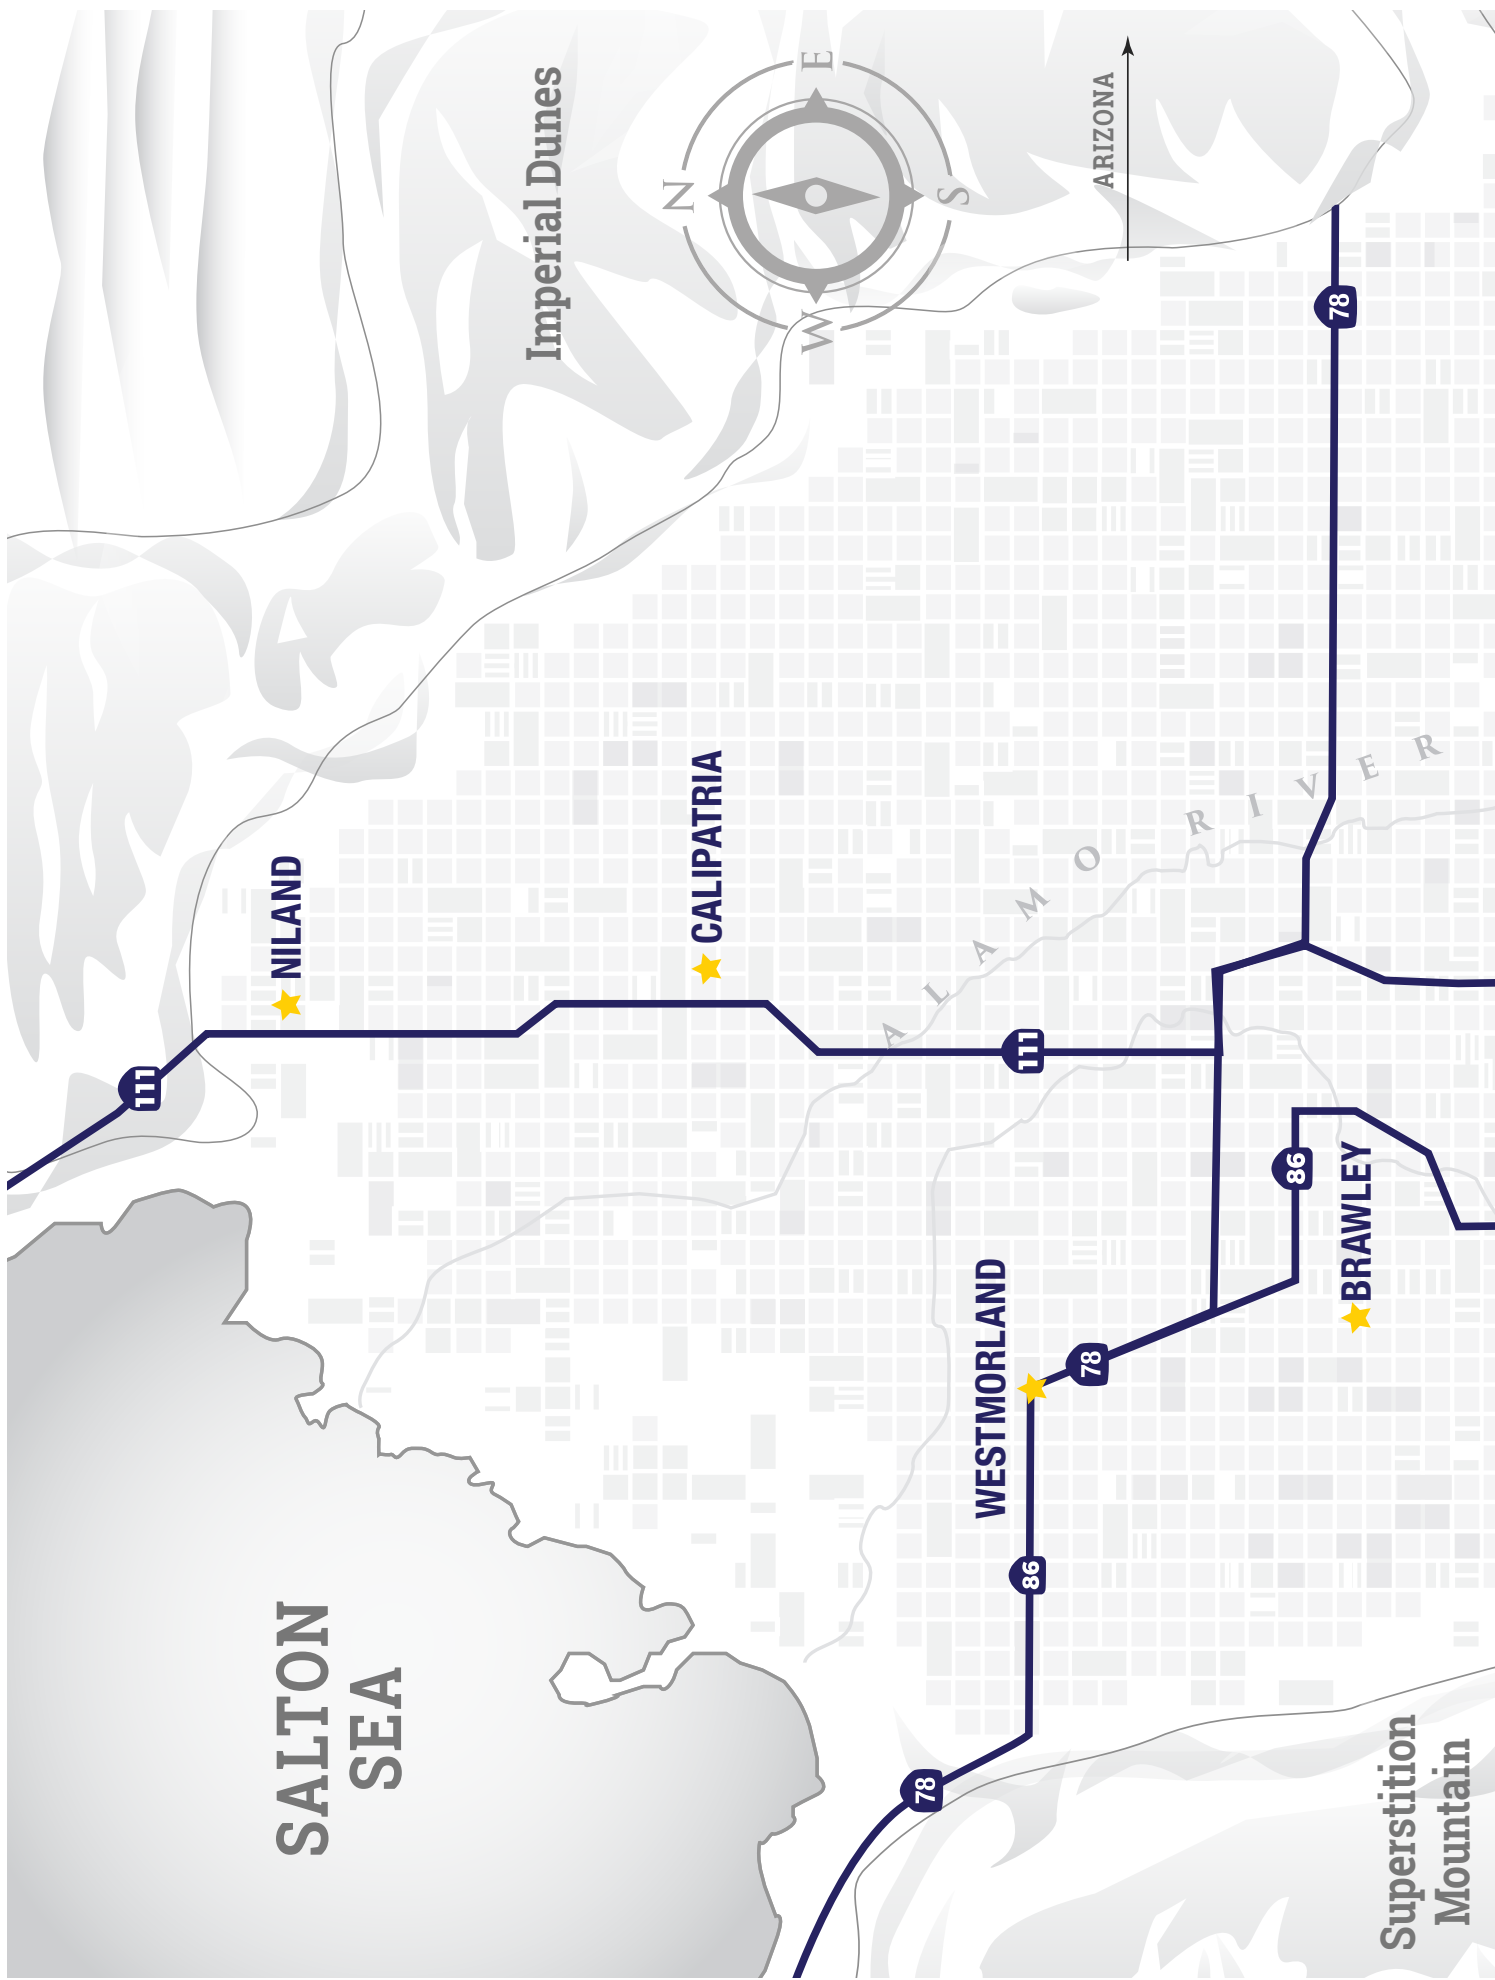 SALTON
SEA
NILAND
111
Imperial Dunes
CALIPATRIA
N
W
E
S
ALAMO RIVER
78
WESTMORLAND
86
111
ARIZONA
78
86
BRAWLEY
78
Superstition
Mountain